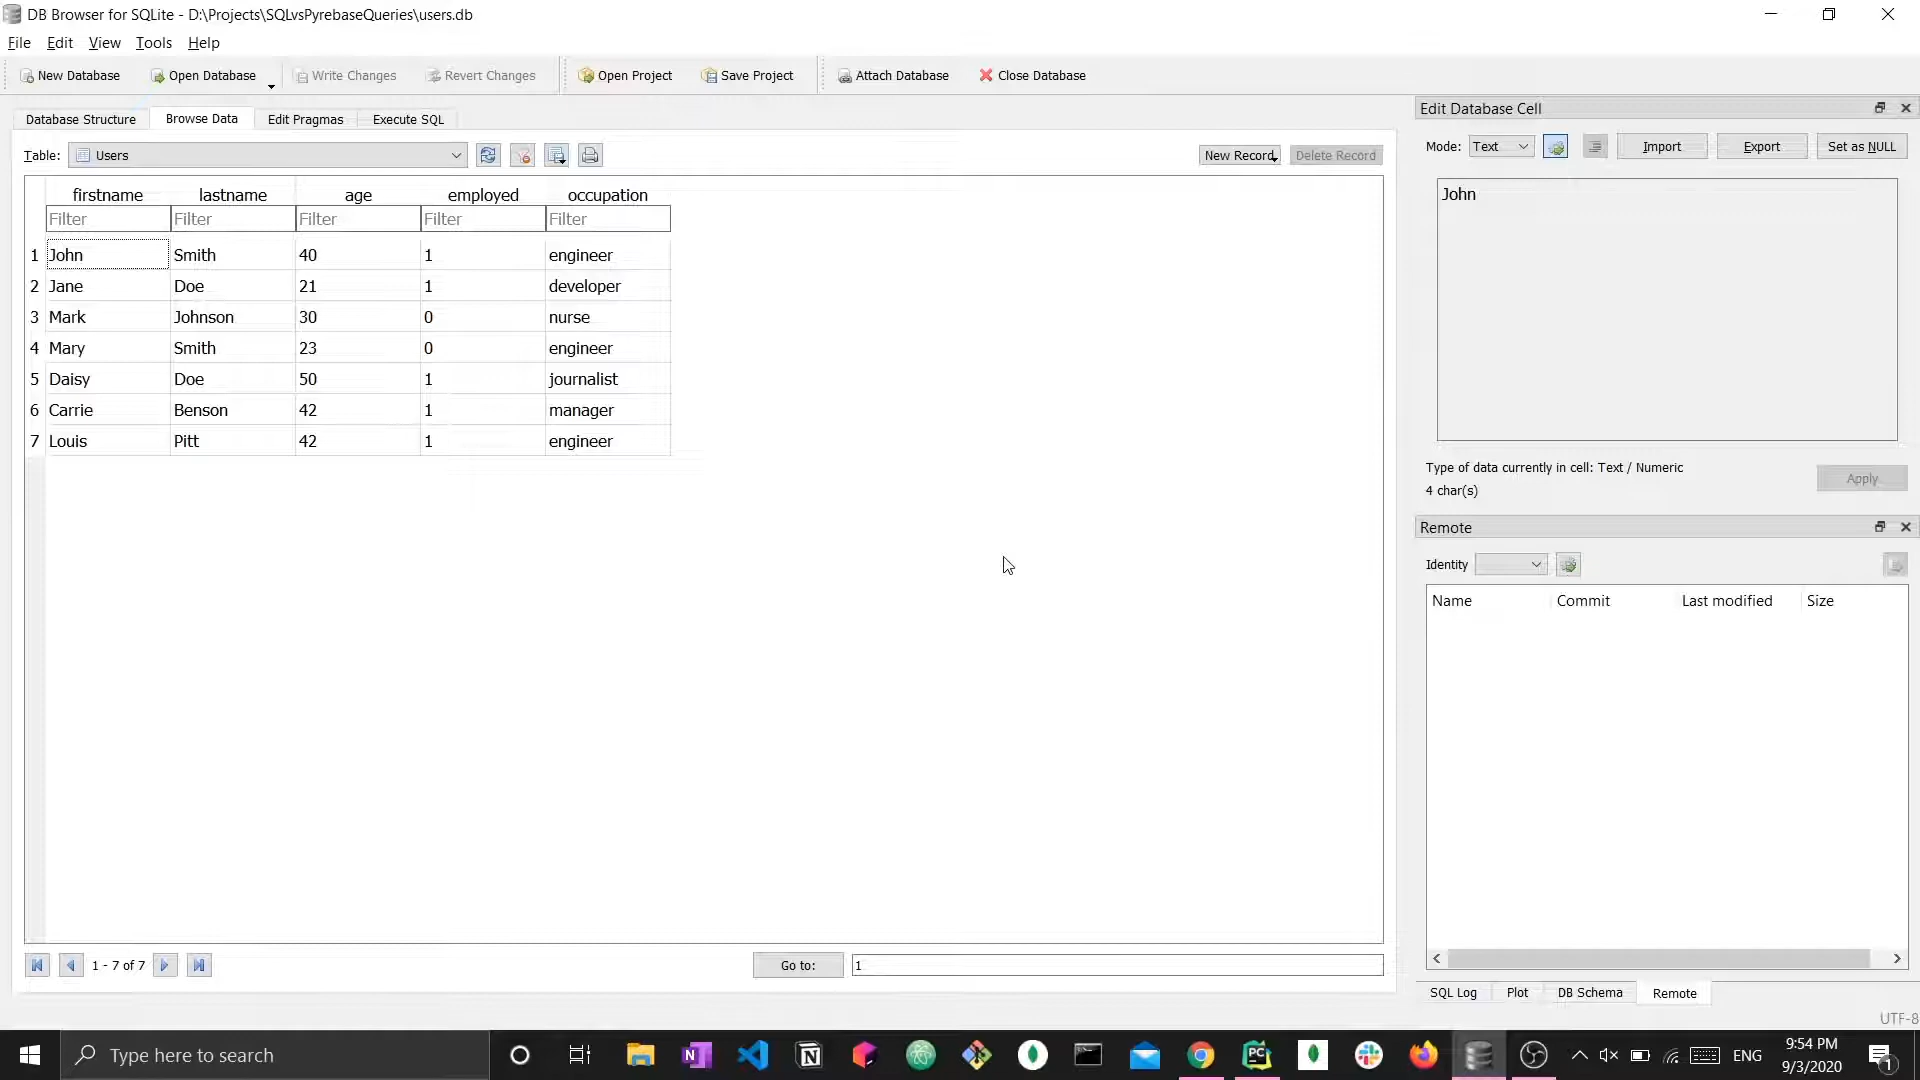 DB Browser for SQLite - D:\Projects\SQLvsPyrebaseQueries\users.db
File Edit View Tools Help
New Database Open Database Write Changes Revert Changes Open Project Save Project Attach Database Close Database
Database Structure Browse Data Edit Pragmas Execute SQL
Table: Users New Record Delete Record
firstname lastname age employed occupation
Filter Filter Filter Filter Filter
1 John Smith 40 1 engineer
2 Jane Doe 21 1 developer
3 Mark Johnson 30 0 nurse
4 Mary Smith 23 0 engineer
5 Daisy Doe 50 1 journalist
6 Carrie Benson 42 1 manager
7 Louis Pitt 42 1 engineer
1 - 7 of 7 Go to: 1
Edit Database Cell
Mode: Text Import Export Set as NULL
John
Type of data currently in cell: Text / Numeric
4 char(s)
Apply
Remote
Identity
Name Commit Last modified Size
SQL Log Plot DB Schema Remote
UTF-8
Type here to search
N
N
PC
ENG
9:54 PM
9/3/2020
1